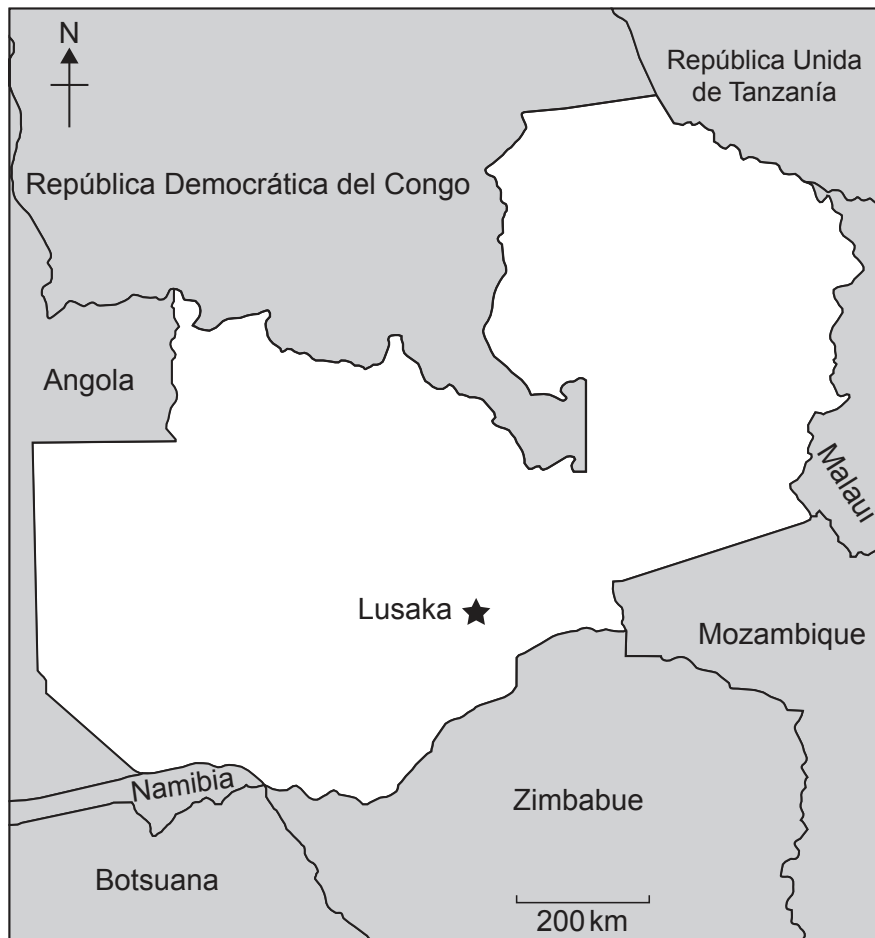 N
República Unida
de Tanzanía
República Democrática del Congo
Angola
Malaui
Lusaka
Mozambique
Namibia
Zimbabue
Botsuana
200 km